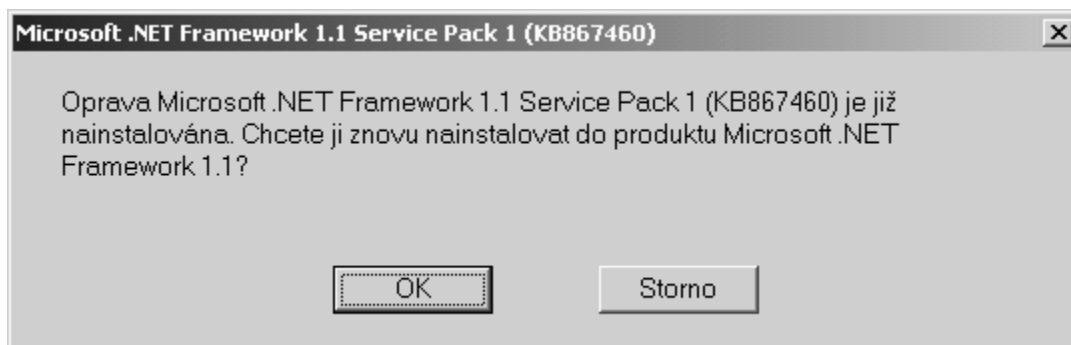 Microsoft .NET Framework 1.1 Service Pack 1 (KB867460)
Oprava Microsoft .NET Framework 1.1 Service Pack 1 (KB867460) je již
nainstalována. Chcete ji znovu nainstalovat do produktu Microsoft .NET
Framework 1.1?
OK
Storno